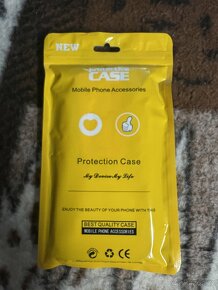 NEW
CASE
Mobile Phone Accessories
Protection Case
My Device My Life
ENJOY THE BEAUTY OF YOUR PHONE WITH THIS
BEST QUALITY CASE
MOBILE PHONE ACCESSORIES
CE